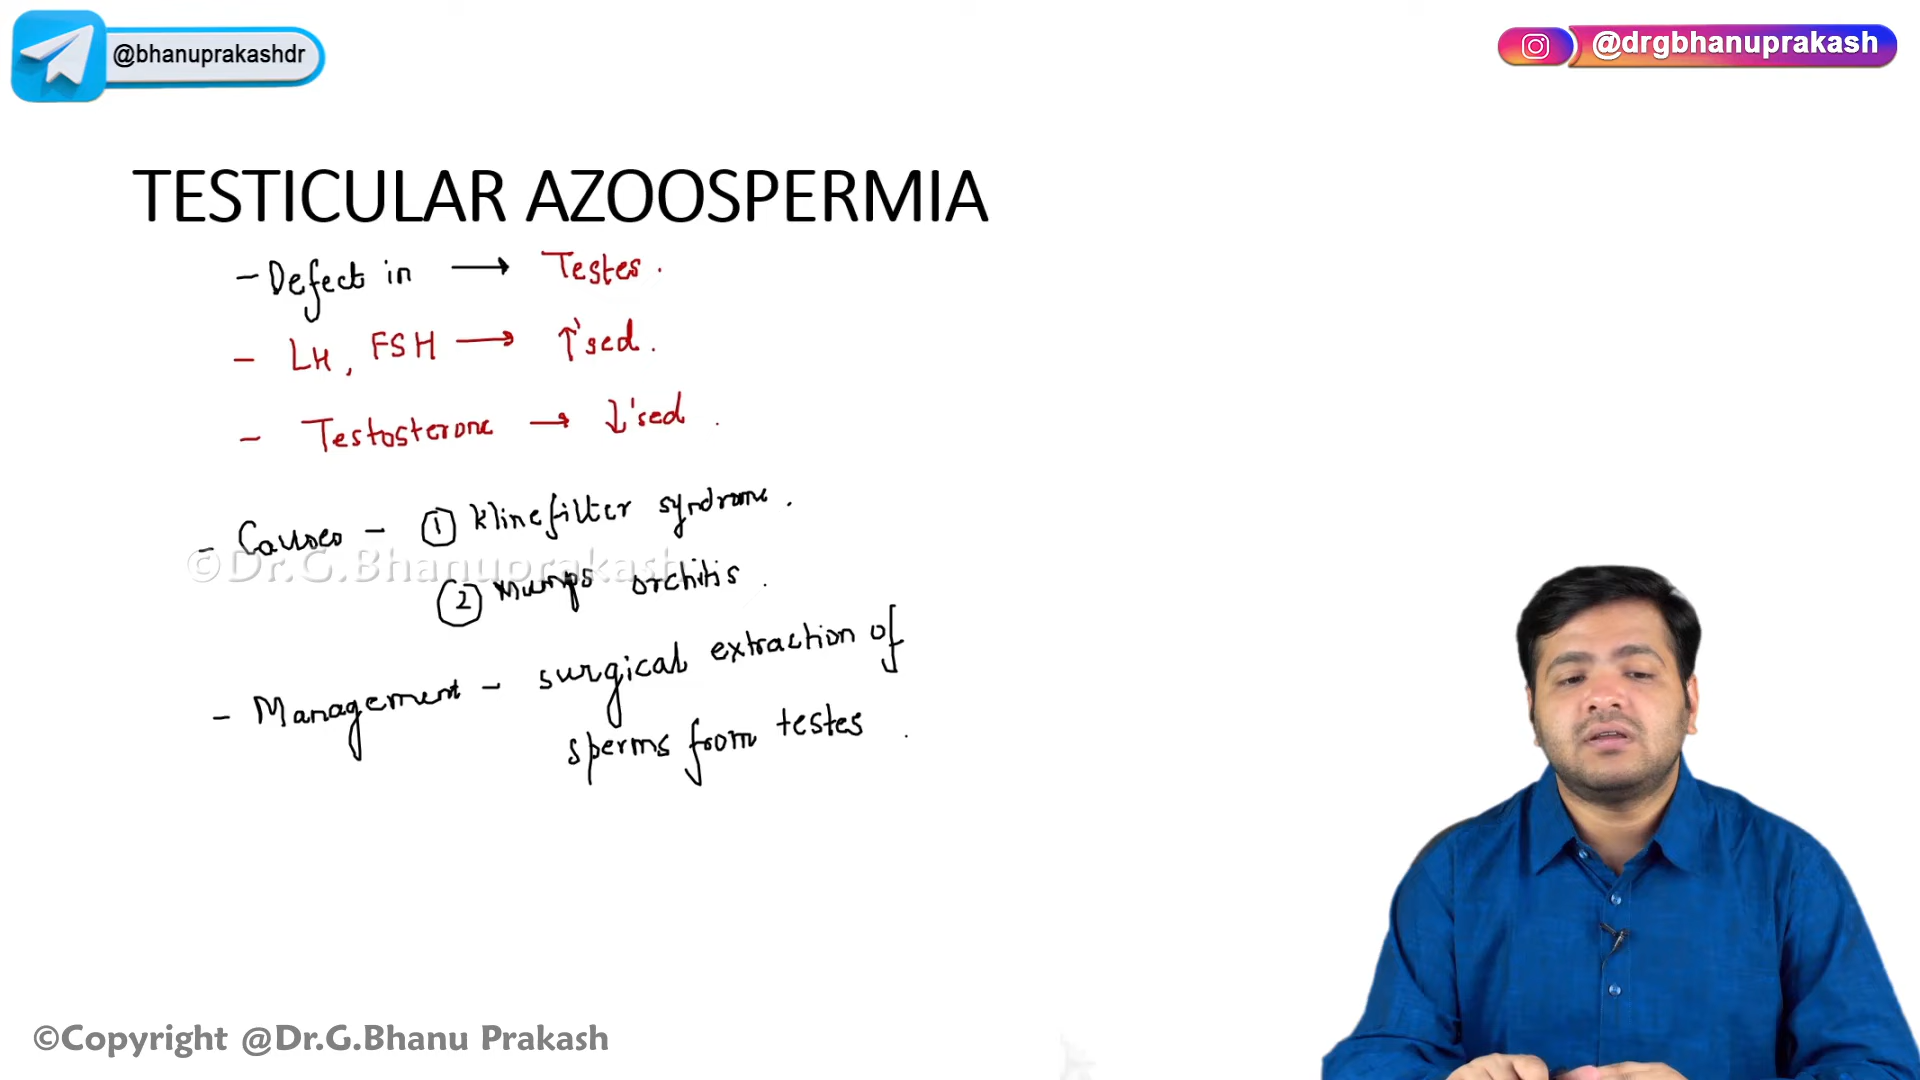 @bhanuprakashdr
@drgbhanuprakash
TESTICULAR AZOOSPERMIA
- Defect in → Testes.
- LH, FSH → ↑'sed.
- Testosterone → ↓'sed.
- Causes - ① Klinefilter syndrome.
©Dr.G.Bhanuprakash
② Mumps orchitis.
- Management - surgical extraction of
sperms from testes.
©Copyright @Dr.G.Bhanu Prakash